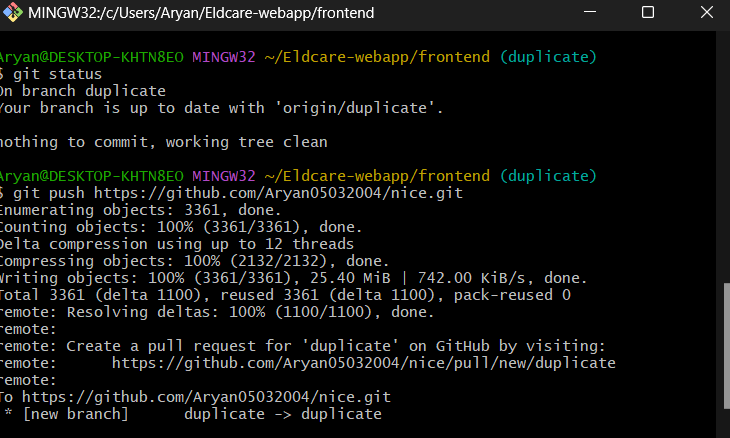 MINGW32:/c/Users/Aryan/Eldcare-webapp/frontend
Aryan@DESKTOP-KHTN8EO MINGW32 ~/Eldcare-webapp/frontend (duplicate)
$ git status
On branch duplicate
Your branch is up to date with 'origin/duplicate'.
nothing to commit, working tree clean
Aryan@DESKTOP-KHTN8EO MINGW32 ~/Eldcare-webapp/frontend (duplicate)
$ git push https://github.com/Aryan05032004/nice.git
Enumerating objects: 3361, done.
Counting objects: 100% (3361/3361), done.
Delta compression using up to 12 threads
Compressing objects: 100% (2132/2132), done.
Writing objects: 100% (3361/3361), 25.40 MiB | 742.00 KiB/s, done.
Total 3361 (delta 1100), reused 3361 (delta 1100), pack-reused 0
remote: Resolving deltas: 100% (1100/1100), done.
remote:
remote: Create a pull request for 'duplicate' on GitHub by visiting:
remote:      https://github.com/Aryan05032004/nice/pull/new/duplicate
remote:
To https://github.com/Aryan05032004/nice.git
 * [new branch]      duplicate -> duplicate